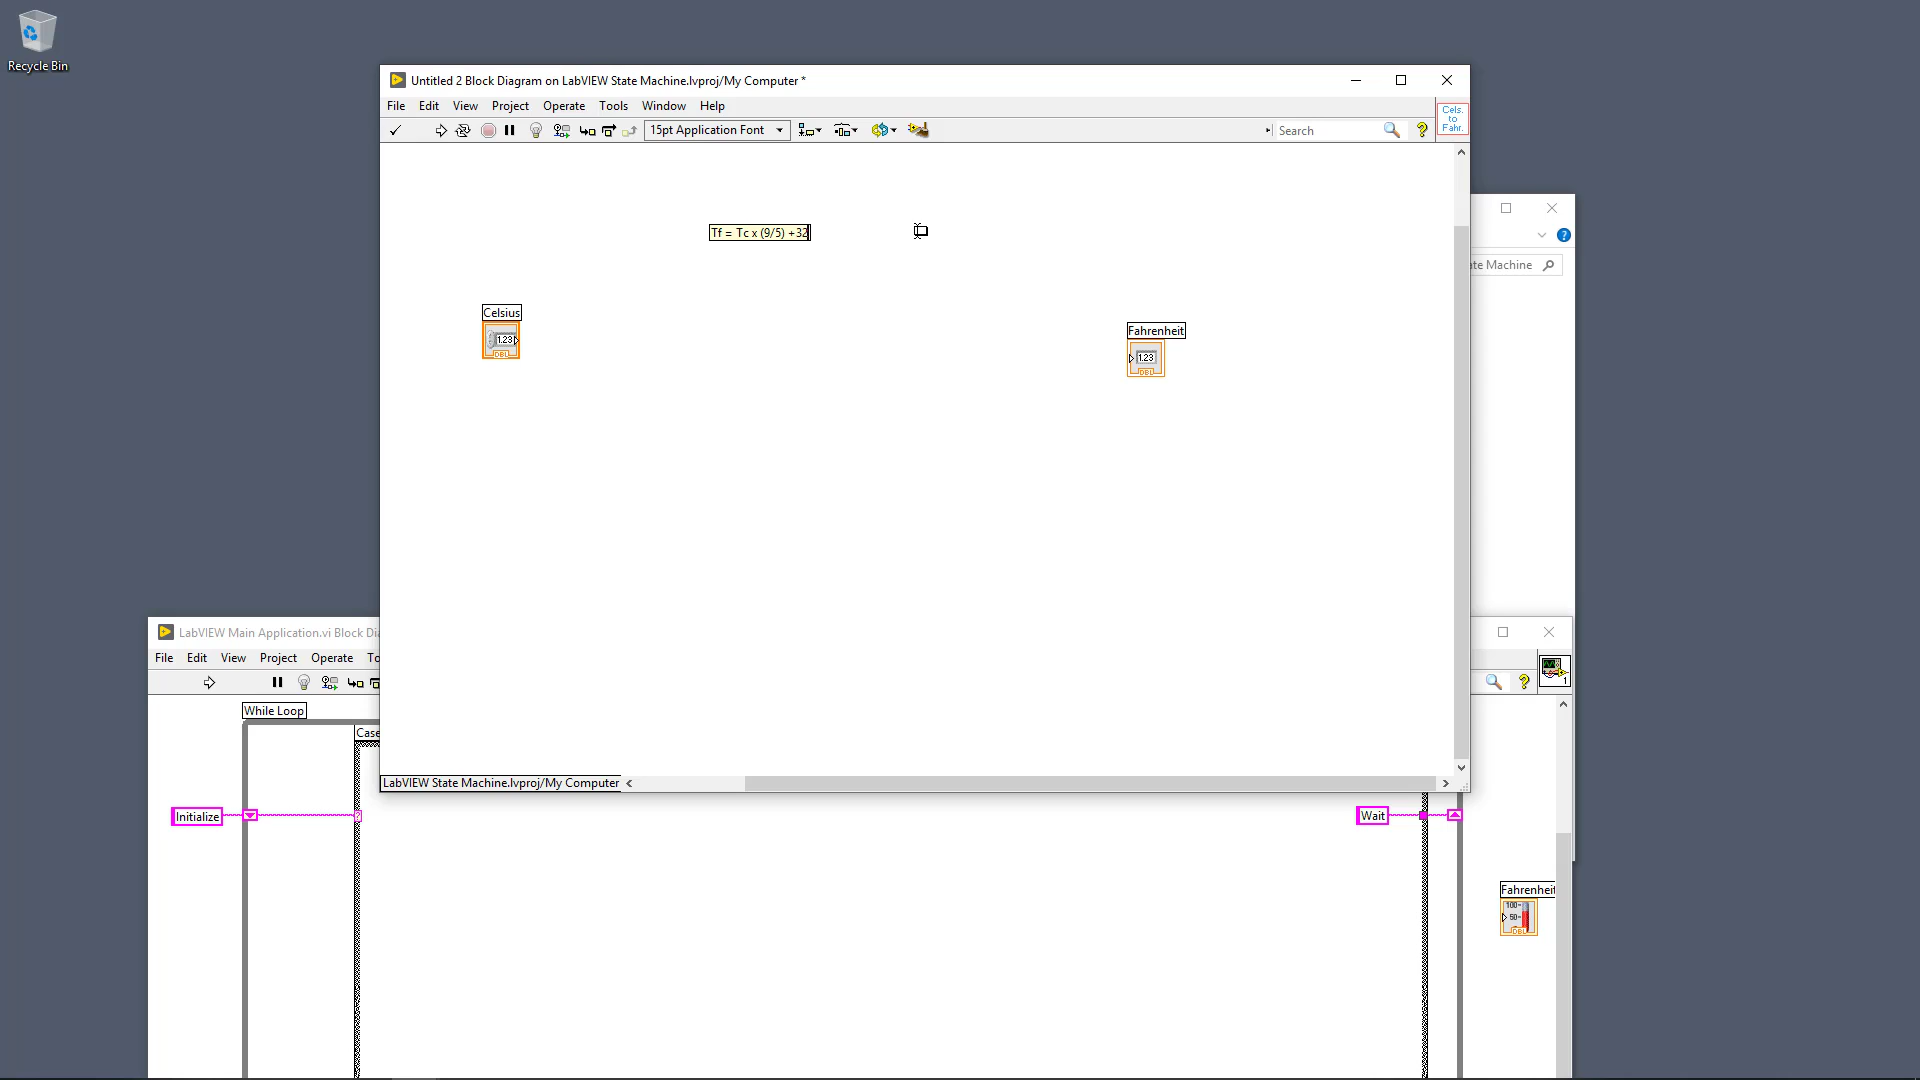 Recycle Bin
Untitled 2 Block Diagram on LabVIEW State Machine.lvproj/My Computer *
File Edit View Project Operate Tools Window Help
15pt Application Font
Search
Cels.
to
Fahr.
Tf = Tc x (9/5) +32
Celsius
1.23
DBL
Fahrenheit
1.23
DBL
te Machine
LabVIEW State Machine.lvproj/My Computer
LabVIEW Main Application.vi Block Di
File Edit View Project Operate To
1
While Loop
Case
Initialize
Wait
Fahrenheit
100
50
DBL